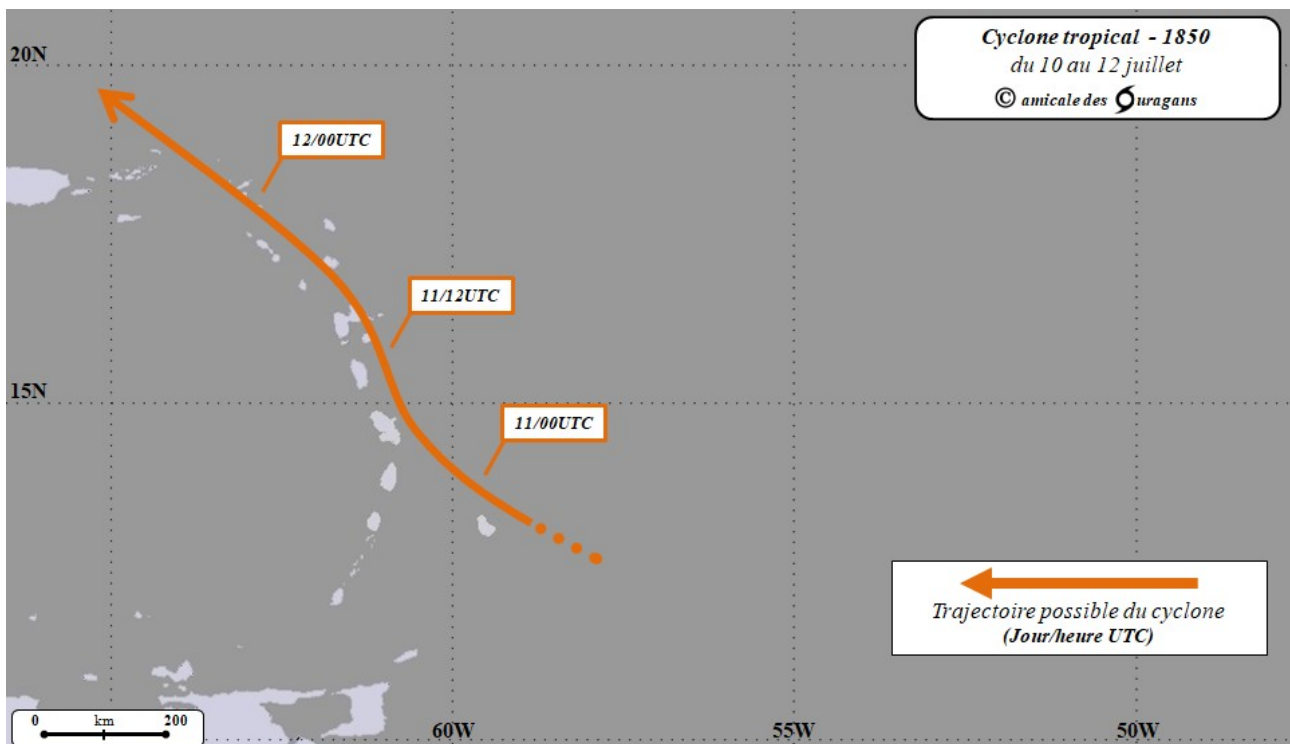 Cyclone tropical - 1850
du 10 au 12 juillet
© amicale des Ouragans
20N
12/00UTC
11/12UTC
15N
11/00UTC
Trajectoire possible du cyclone
(Jour/heure UTC)
0 km 200
60W 55W 50W